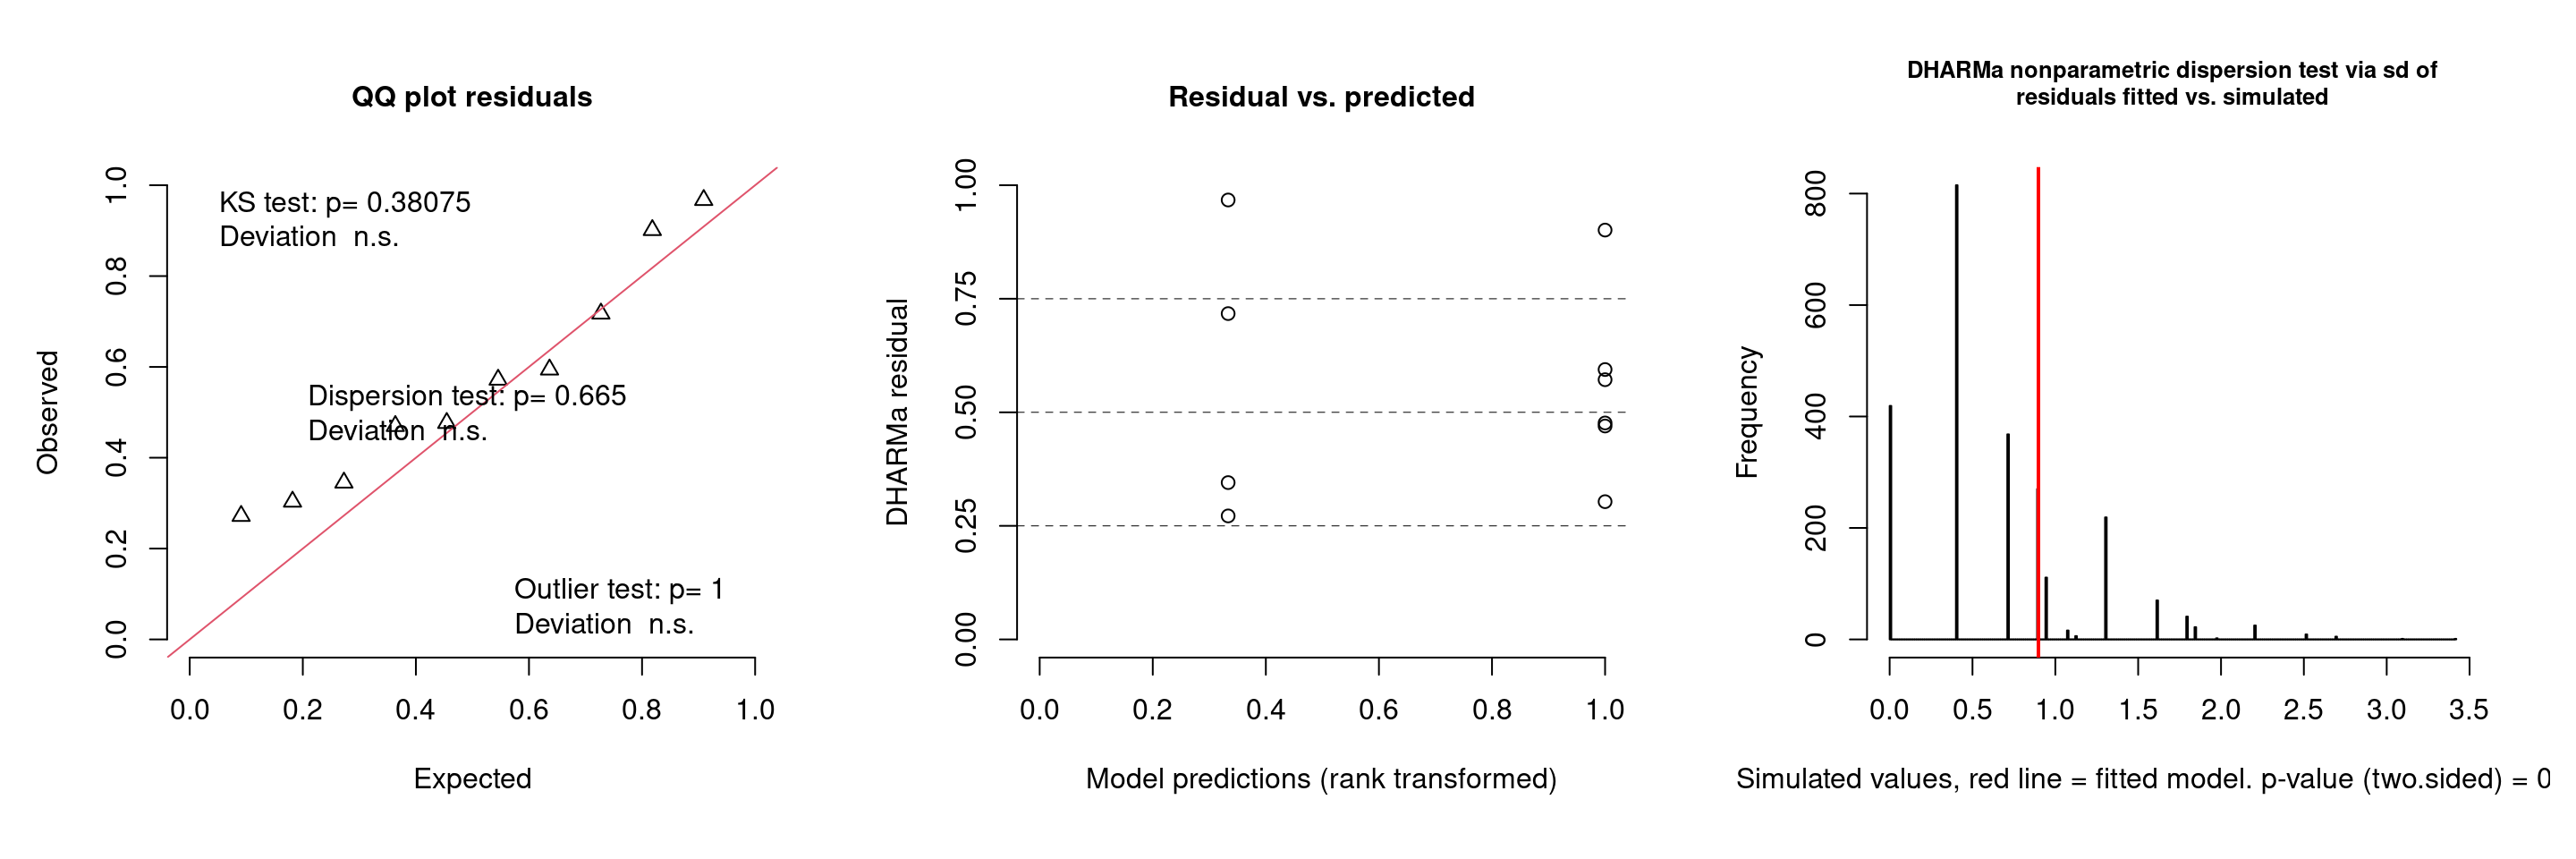 QQ plot residuals
KS test: p= 0.38075
Deviation  n.s.
Dispersion test: p= 0.665
Deviation  n.s.
Outlier test: p= 1
Deviation  n.s.
Observed
0.0 0.2 0.4 0.6 0.8 1.0
0.0 0.2 0.4 0.6 0.8 1.0
Expected
Residual vs. predicted
DHARMa residual
0.00 0.25 0.50 0.75 1.00
0.0 0.2 0.4 0.6 0.8 1.0
Model predictions (rank transformed)
DHARMa nonparametric dispersion test via sd of
residuals fitted vs. simulated
Frequency
0 200 400 600 800
0.0 0.5 1.0 1.5 2.0 2.5 3.0 3.5
Simulated values, red line = fitted model. p-value (two.sided) = 0